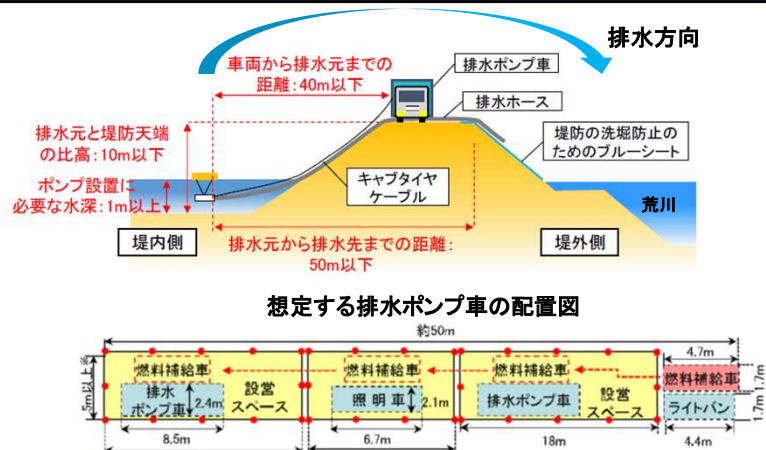 排水方向
車両から排水元までの
距離:40m以下
排水ポンプ車
排水ホース
堤防の洗堀防止の
ためのブルーシート
排水元と堤防天端
の比高:10m以下
ポンプ設置に
必要な水深:1m以上
キャブタイヤ
ケーブル
荒川
堤内側
排水元から排水先までの距離:
50m以下
堤外側
想定する排水ポンプ車の配置図
約50m
5m以上※
燃料補給車
排水
ポンプ車
2.4m
設営
スペース
8.5m
燃料補給車
照明車
2.1m
6.7m
燃料補給車
排水ポンプ車
設営
スペース
18m
4.7m
燃料補給車
1.7m
ライトバン
1.7m
4.4m